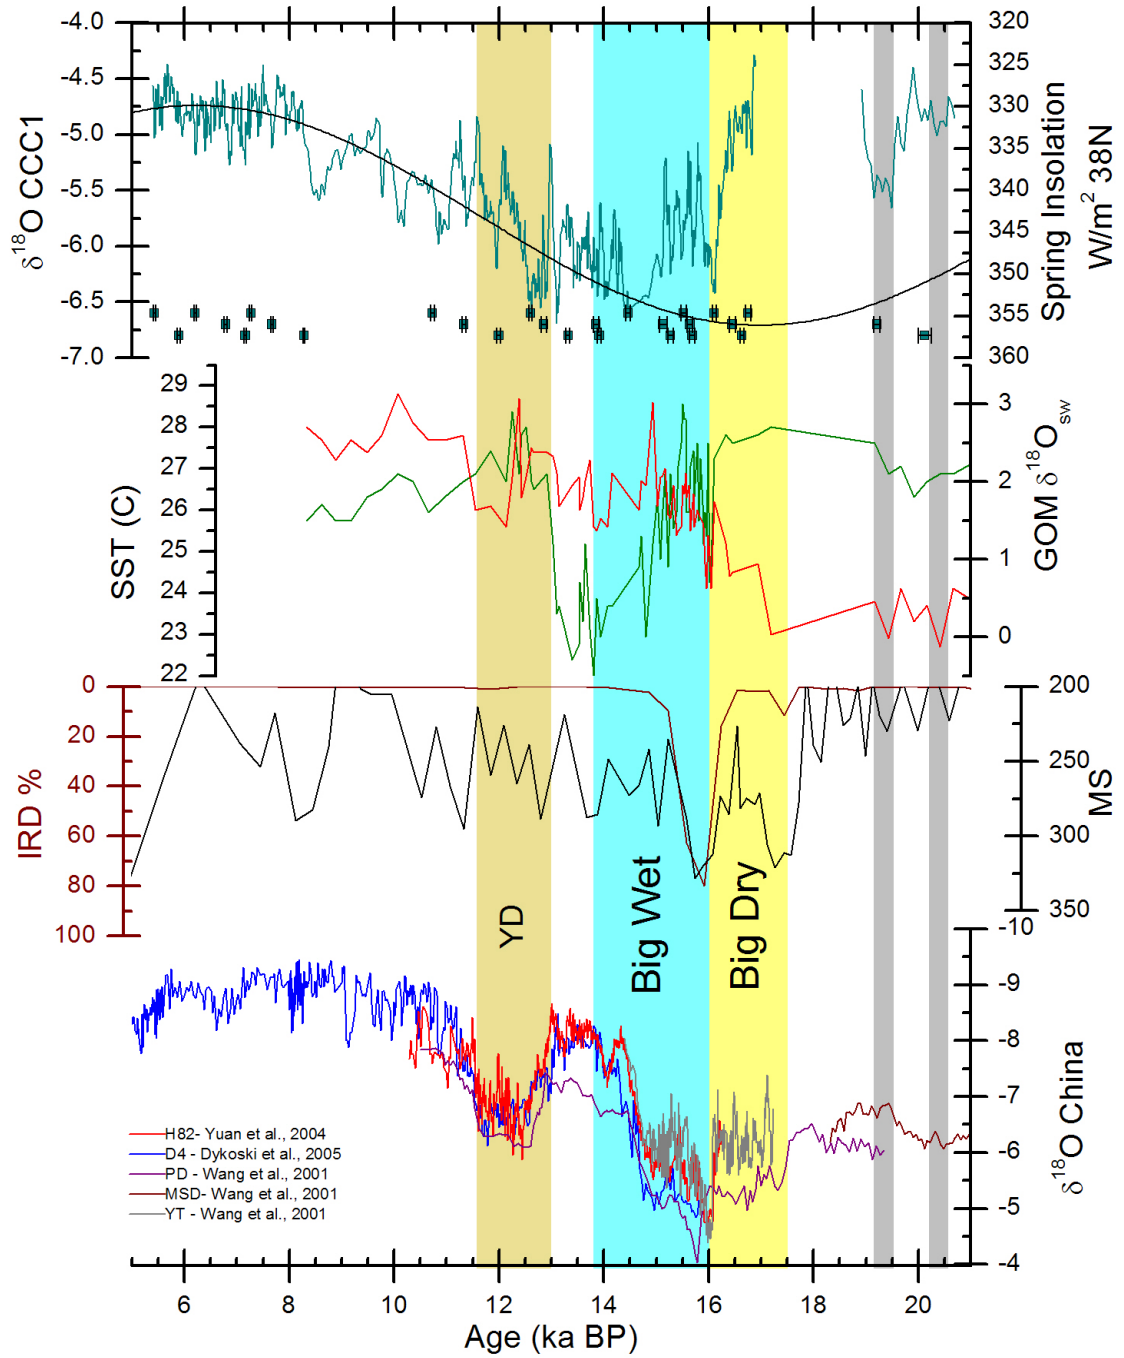 -4.0
-4.5
-5.0
-5.5
-6.0
-6.5
-7.0
δ18O CCC1
320
325
330
335
340
345
350
355
360
Spring Insolation
W/m2 38N
29
28
27
26
25
24
23
22
SST (C)
3
2
1
0
GOM δ18Osw
0
20
40
60
80
100
IRD %
200
250
300
350
MS
YD
Big Wet
Big Dry
-10
-9
-8
-7
-6
-5
-4
δ18O China
H82- Yuan et al., 2004
D4 - Dykoski et al., 2005
PD - Wang et al., 2001
MSD- Wang et al., 2001
YT - Wang et al., 2001
6 8 10 12 14 16 18 20
Age (ka BP)